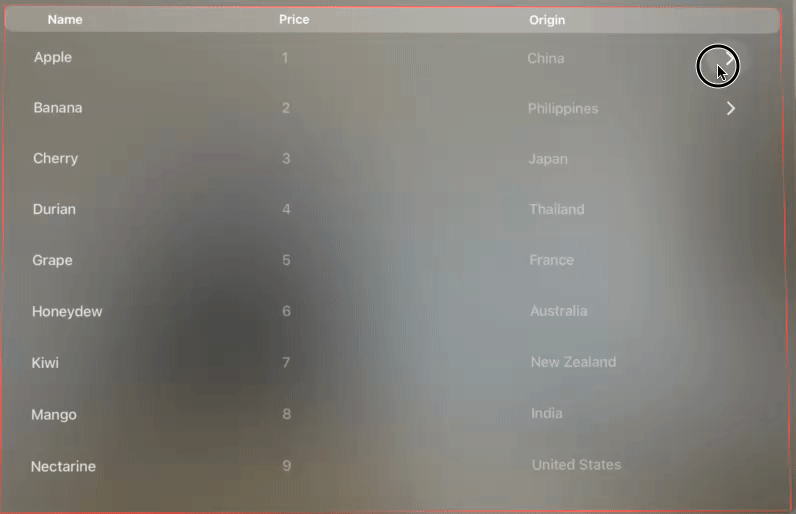 Name Price Origin
Apple 1 China
Banana 2 Philippines
Cherry 3 Japan
Durian 4 Thailand
Grape 5 France
Honeydew 6 Australia
Kiwi 7 New Zealand
Mango 8 India
Nectarine 9 United States